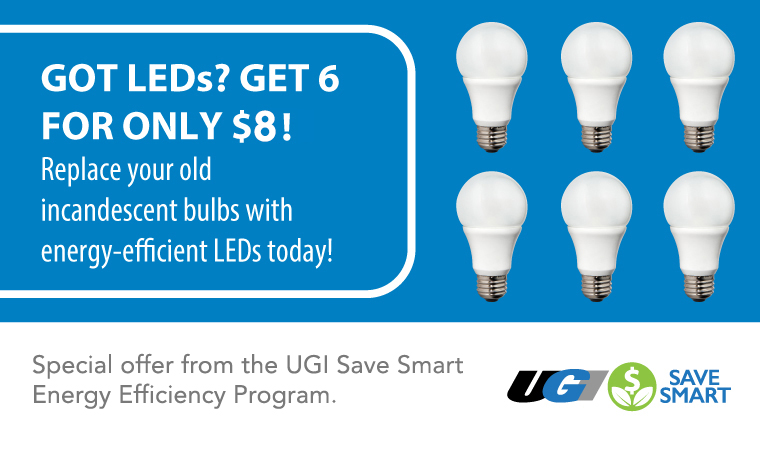 GOT LEDs? GET 6
FOR ONLY $8!
Replace your old
incandescent bulbs with
energy-efficient LEDs today!
Special offer from the UGI Save Smart
Energy Efficiency Program.
UGI $ SAVE
SMART